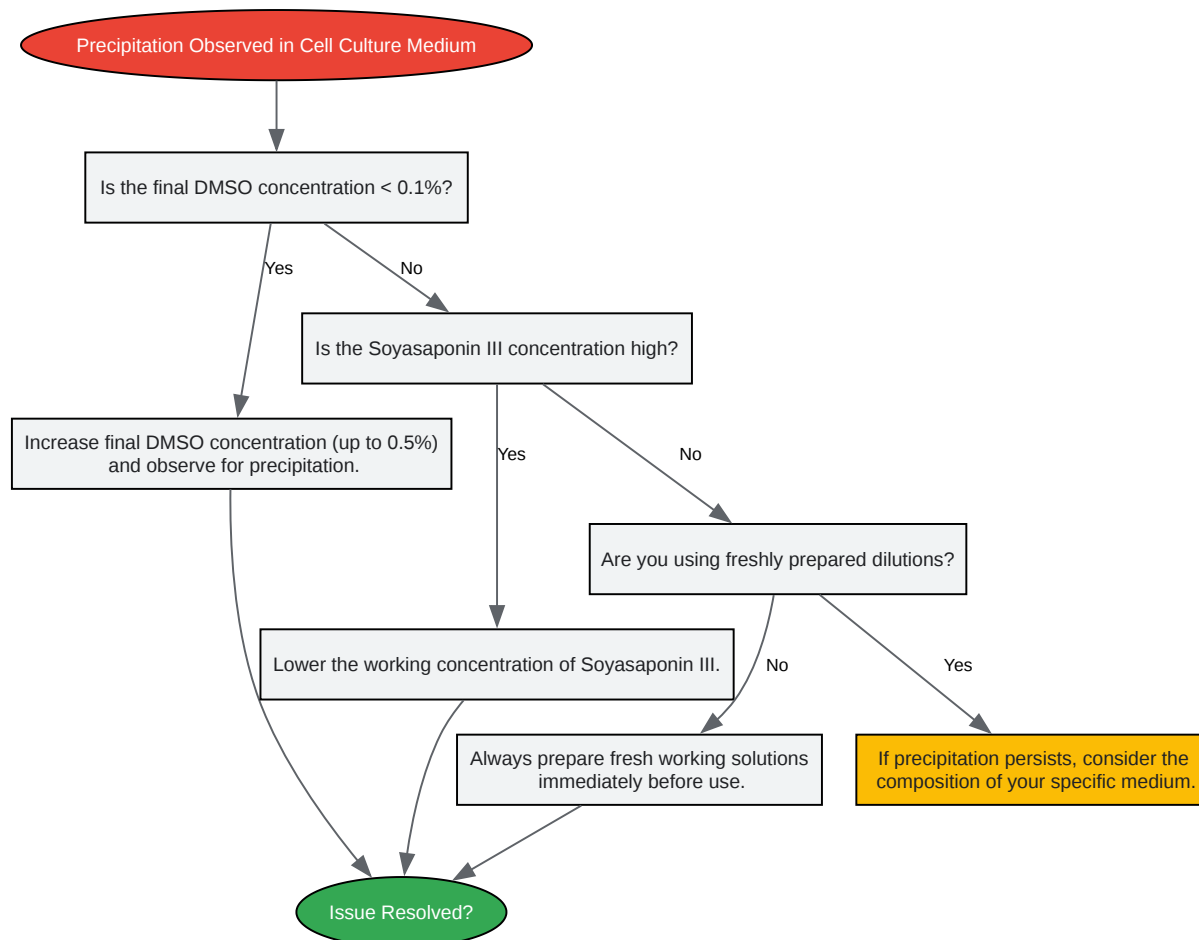 Precipitation Observed in Cell Culture Medium
Is the final DMSO concentration < 0.1%?
Yes
No
Is the Soyasaponin III concentration high?
Increase final DMSO concentration (up to 0.5%)
and observe for precipitation.
Yes
No
Are you using freshly prepared dilutions?
Lower the working concentration of Soyasaponin III.
No
Yes
Always prepare fresh working solutions
immediately before use.
If precipitation persists, consider the
composition of your specific medium.
Issue Resolved?